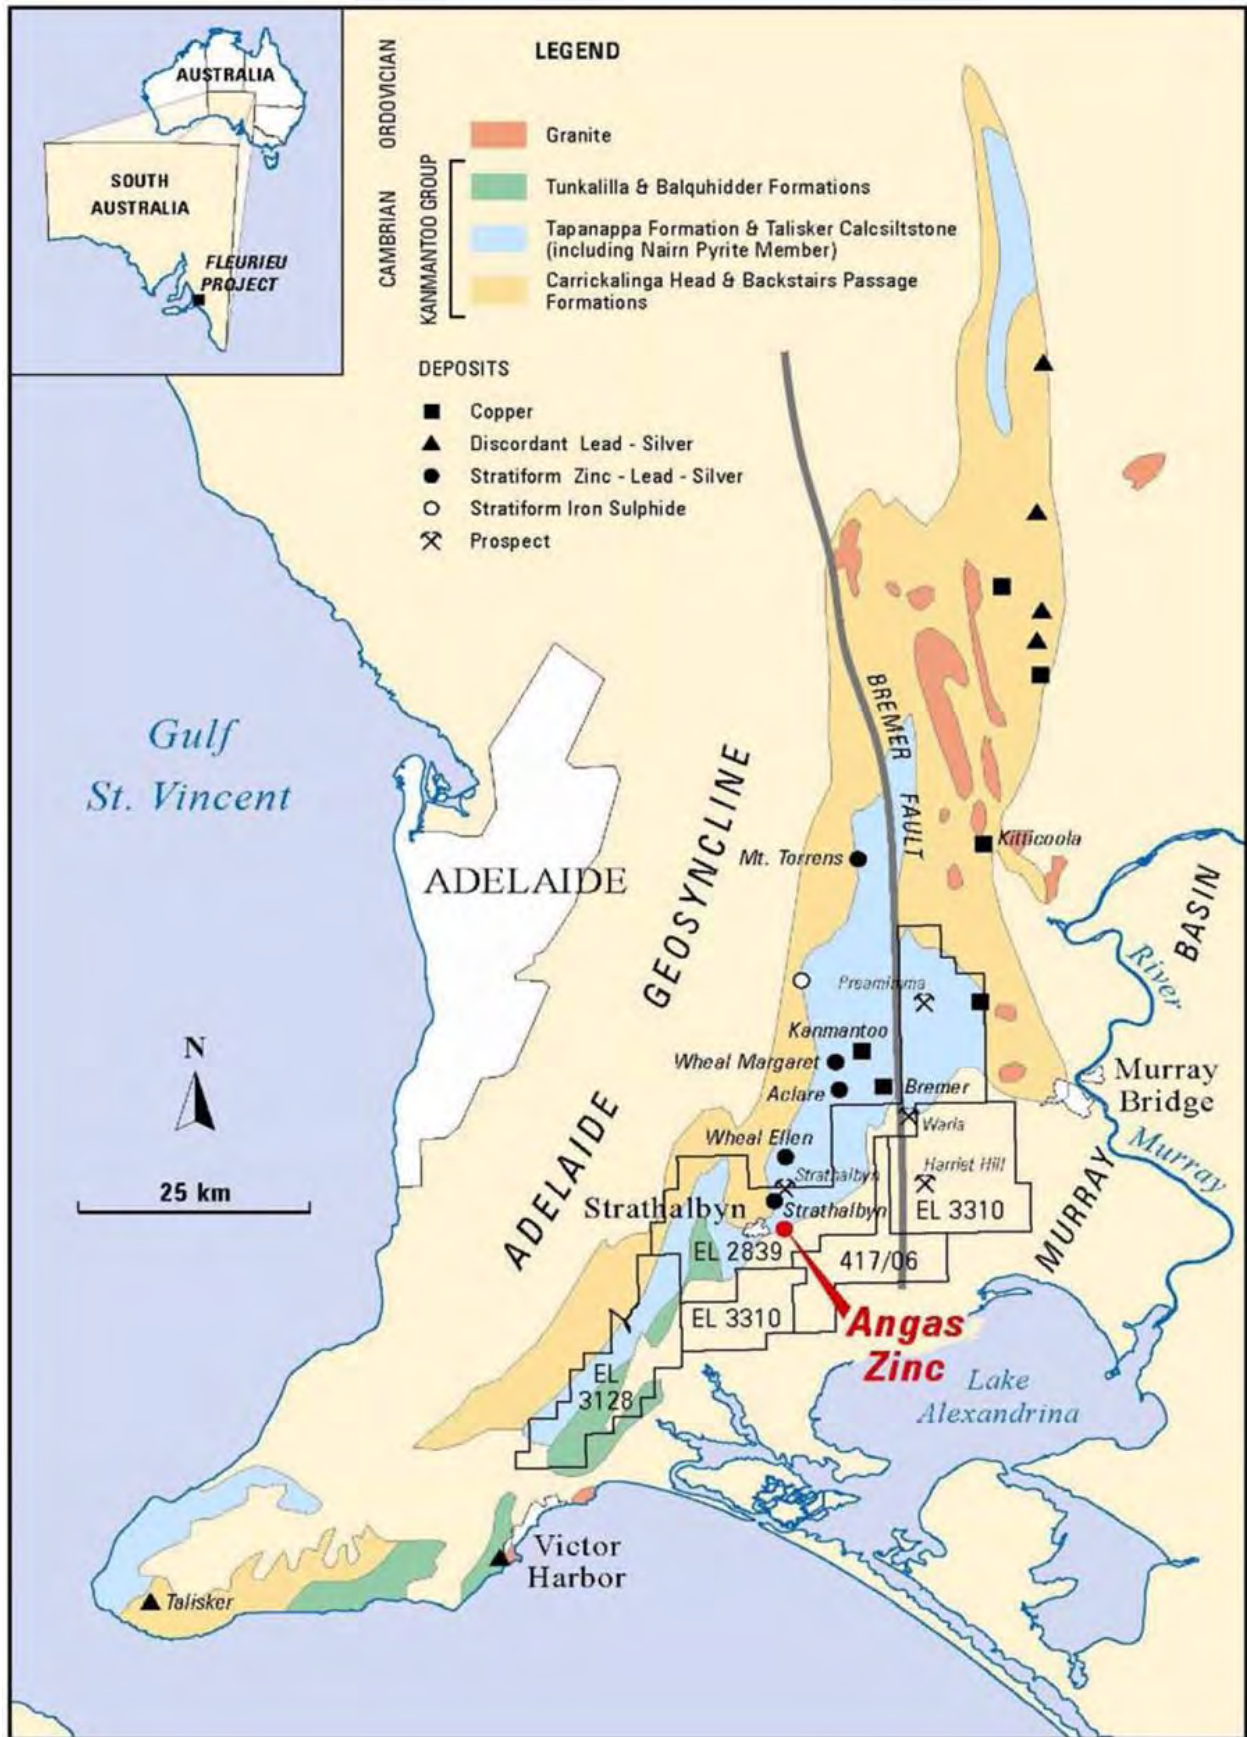 AUSTRALIA
SOUTH
AUSTRALIA
FLEURIEU
PROJECT
LEGEND
ORDOVICIAN
CAMBRIAN
KANMANTOO GROUP
Granite
Tunkalilla & Balquhidder Formations
Tapanappa Formation & Talisker Calcsiltstone
(including Nairn Pyrite Member)
Carrickalinga Head & Backstairs Passage
Formations
DEPOSITS
Copper
Discordant Lead - Silver
Stratiform Zinc - Lead - Silver
Stratiform Iron Sulphide
Prospect
Gulf
St. Vincent
ADELAIDE
ADELAIDE
GEOSYNCLINE
BREMER
FAULT
Mt. Torrens
Kitticoola
MURRAY
BASIN
River
Murray
Murray
Bridge
Kanmantoo
Wheal Margaret
Aclare
Bremer
Wheal Ellen
Harriet Hill
Strathalbyn
Strathalbyn
Strathalbyn
EL 3310
EL 2839
417/06
EL 3310
EL
3128
Angas
Zinc
Lake
Alexandrina
N
25 km
Victor
Harbor
Talisker